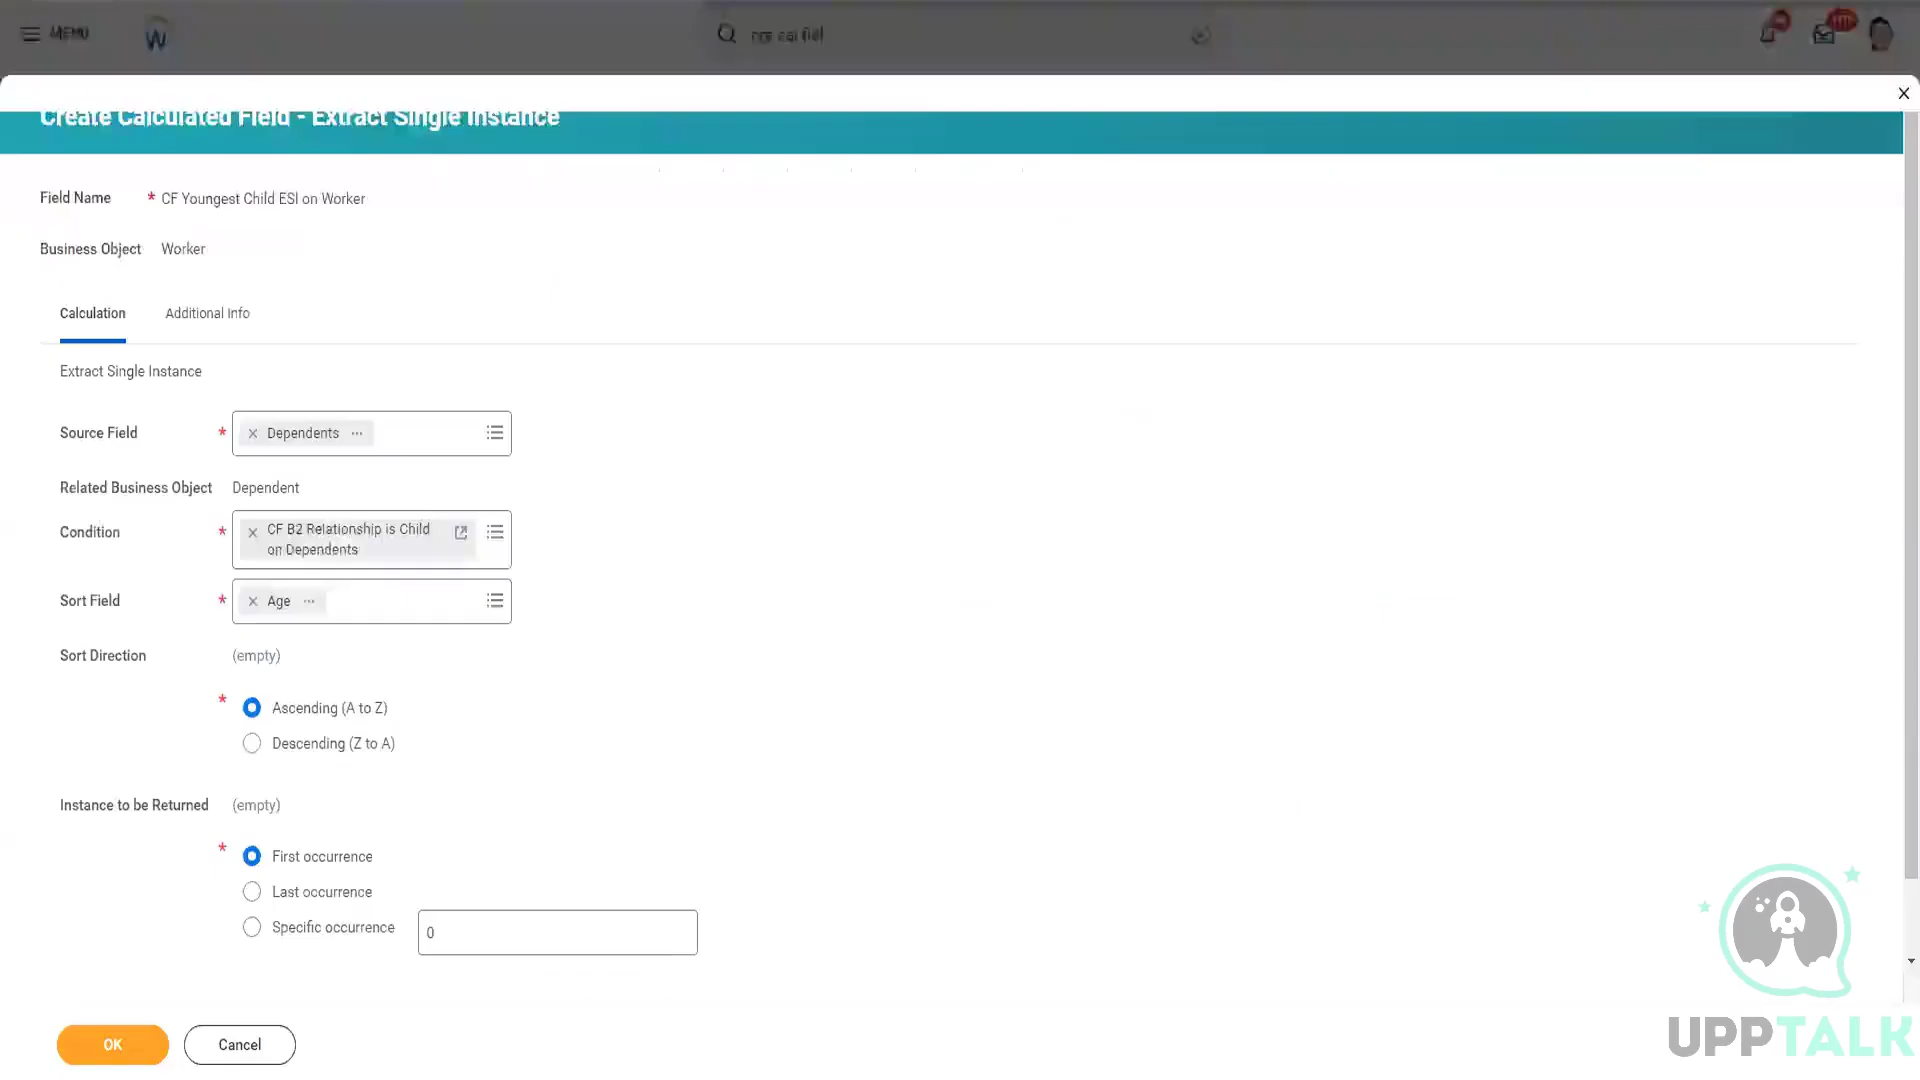 MENU
Create Calculated Field - Extract Single Instance
Field Name * CF Youngest Child ESI on Worker
Business Object Worker
Calculation Additional Info
Extract Single Instance
Source Field * Dependents
Related Business Object Dependent
Condition * CF B2 Relationship is Child
on Dependents
Sort Field * Age
Sort Direction (empty)
* Ascending (A to Z)
Descending (Z to A)
Instance to be Returned (empty)
* First occurrence
Last occurrence
Specific occurrence 0
OK Cancel
UPPTALK